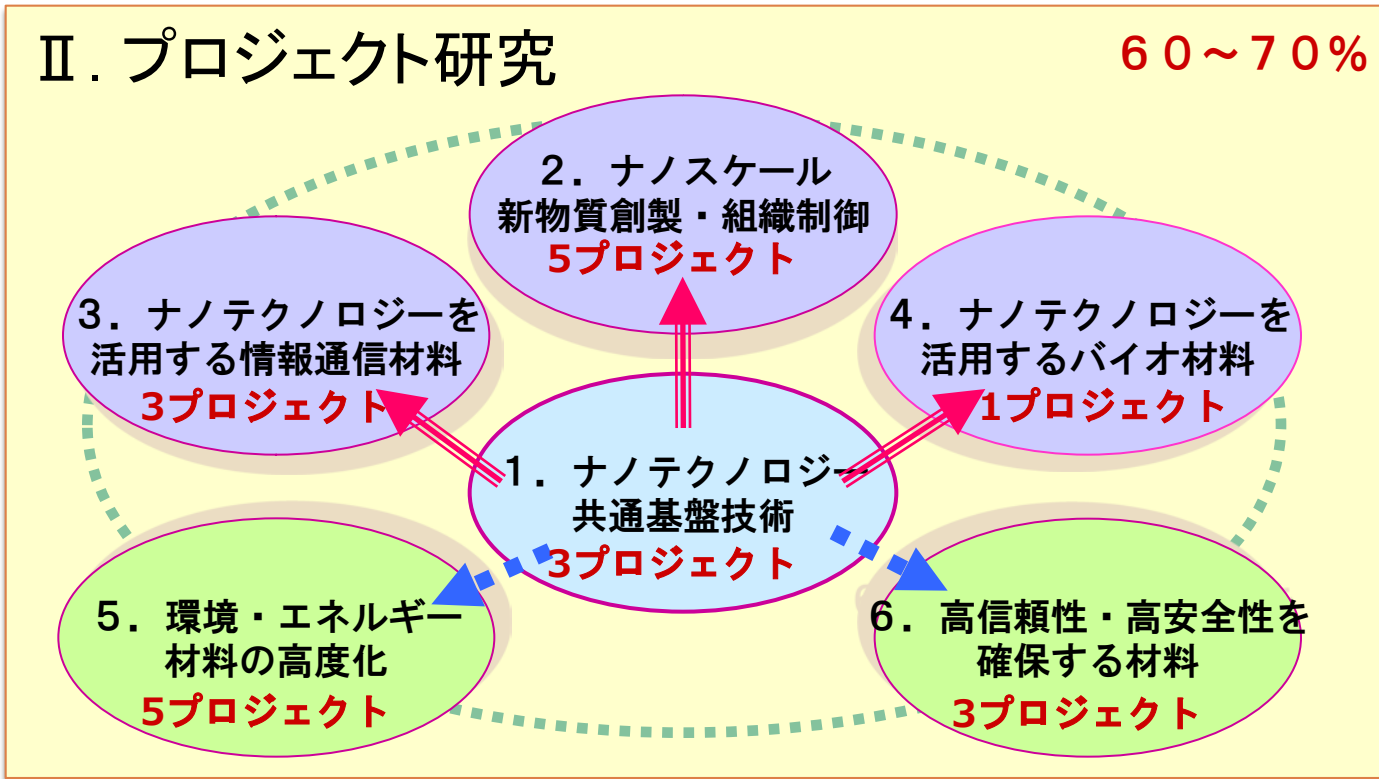 Ⅱ．プロジェクト研究
６０～７０％
２．ナノスケール
新物質創製・組織制御
5プロジェクト
３．ナノテクノロジーを
活用する情報通信材料
3プロジェクト
４．ナノテクノロジーを
活用するバイオ材料
1プロジェクト
１．ナノテクノロジー
共通基盤技術
3プロジェクト
５．環境・エネルギー
材料の高度化
5プロジェクト
６．高信頼性・高安全性を
確保する材料
3プロジェクト